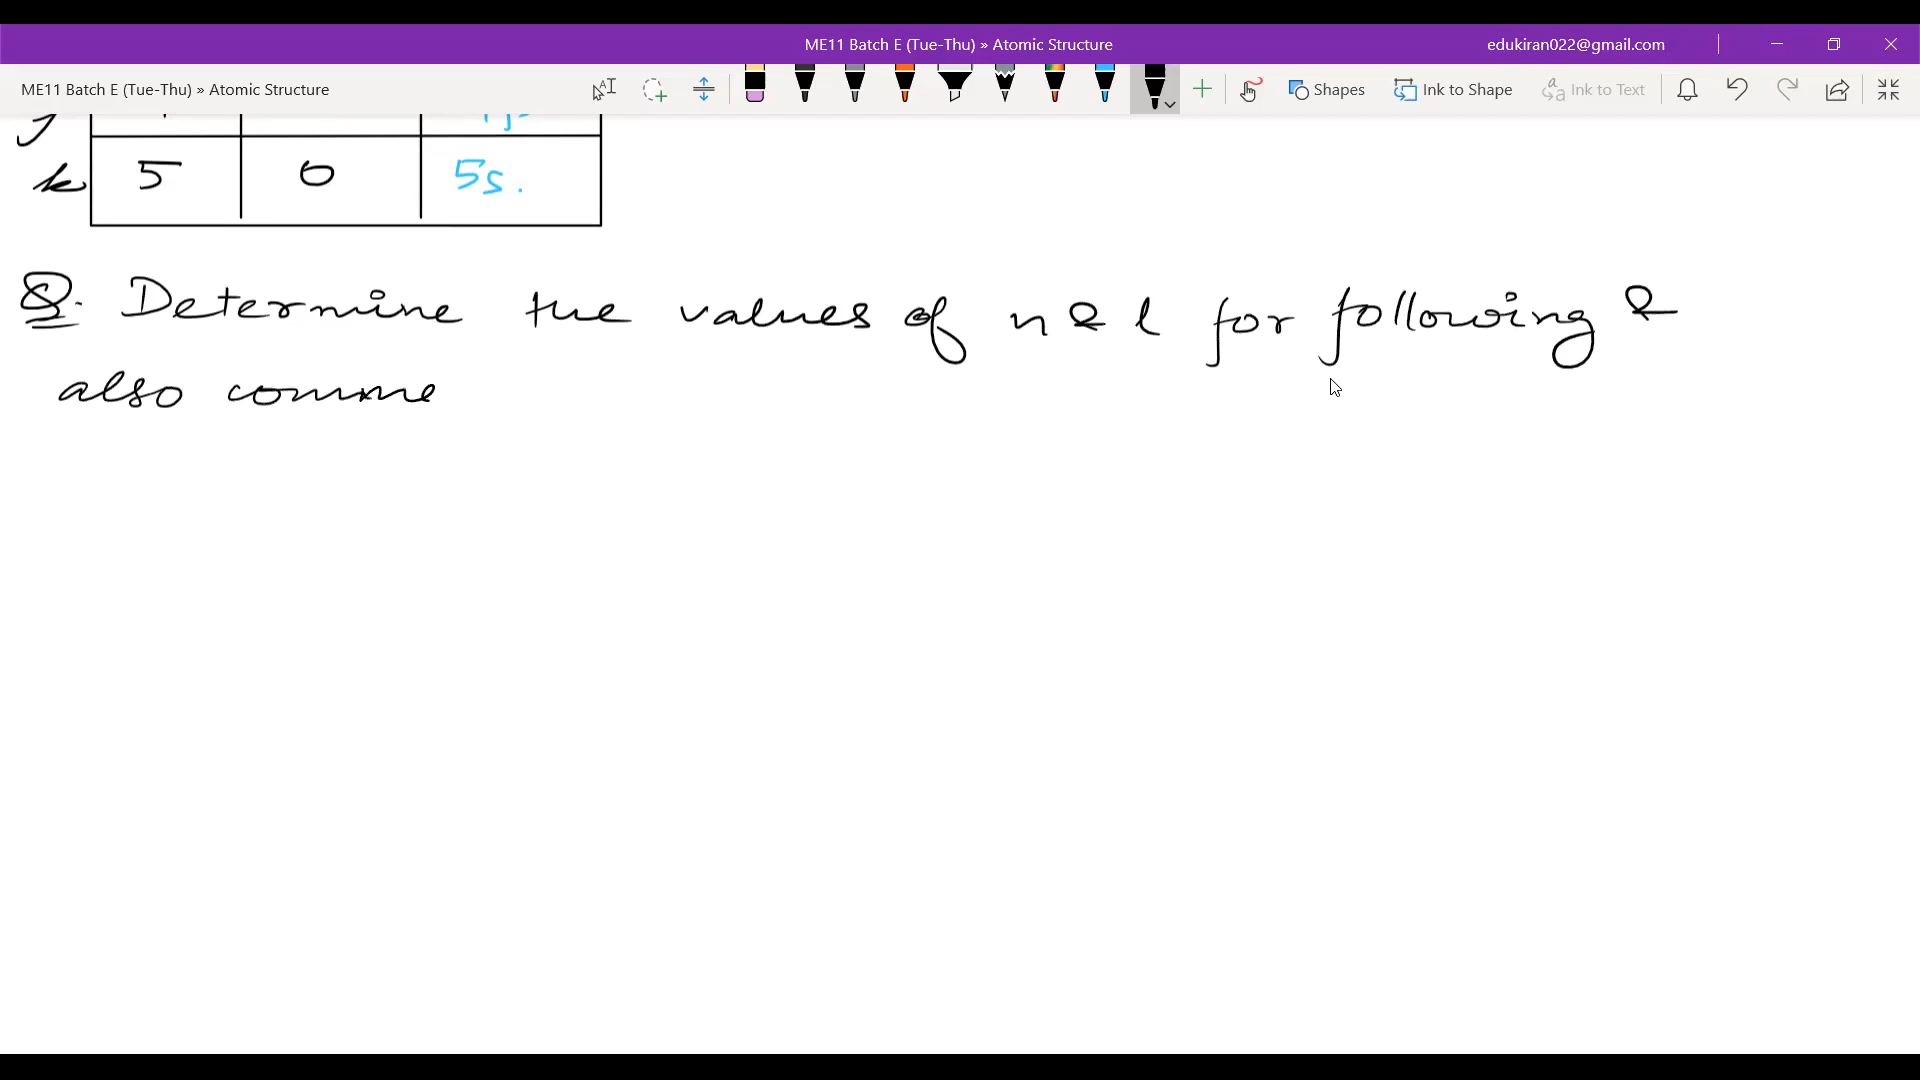 ME11 Batch E (Tue-Thu) » Atomic Structure
edukiran022@gmail.com
ME11 Batch E (Tue-Thu) » Atomic Structure
Shapes
Ink to Shape
Ink to Text
k 5 0 5s.
Q. Determine the values of n & l for following &
also comme